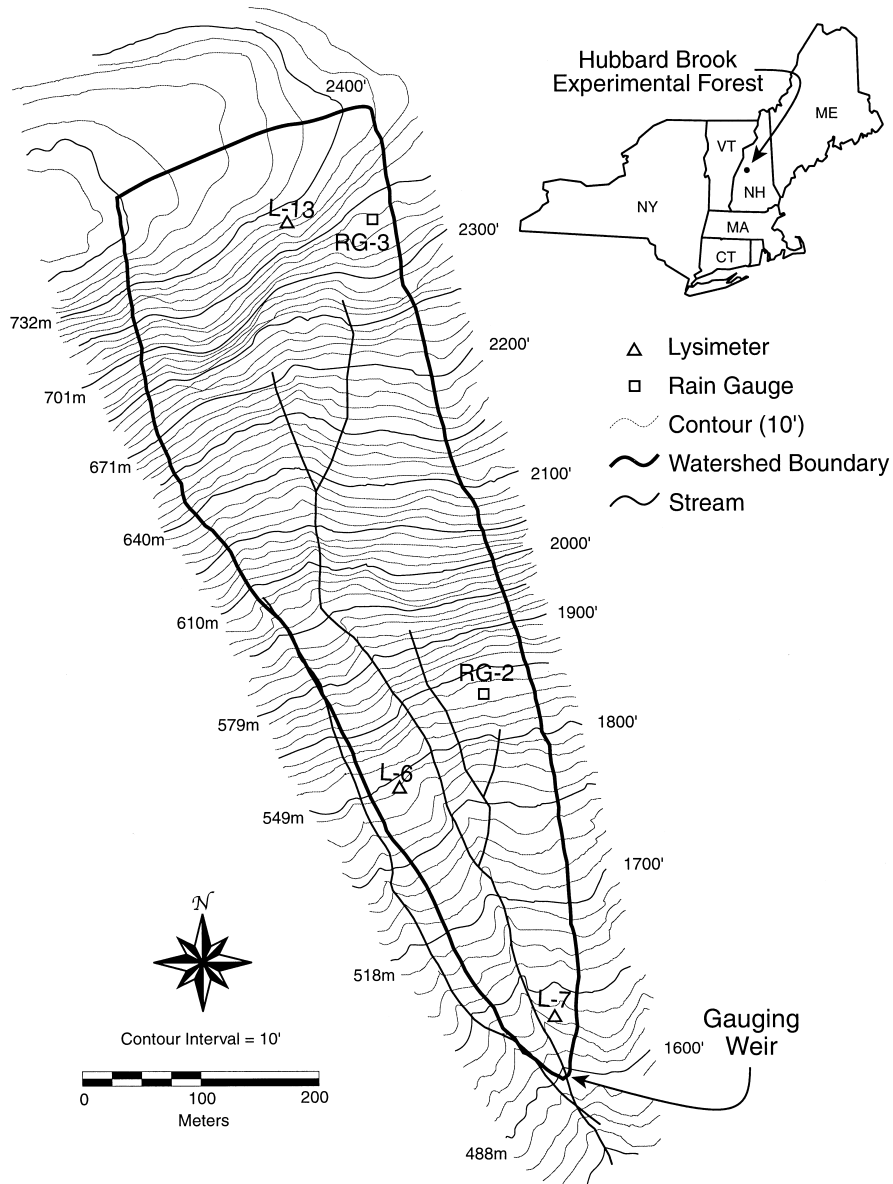 Hubbard Brook
Experimental Forest
ME
VT
NH
NY
MA
CT
2400'
L-13
RG-3
2300'
732m
2200'
701m
671m
2100'
640m
2000'
610m
1900'
RG-2
579m
1800'
L-6
549m
1700'
518m
L-7
1600'
488m
Lysimeter
Rain Gauge
Contour (10')
Watershed Boundary
Stream
N
Contour Interval = 10'
0 100 200
Meters
Gauging
Weir